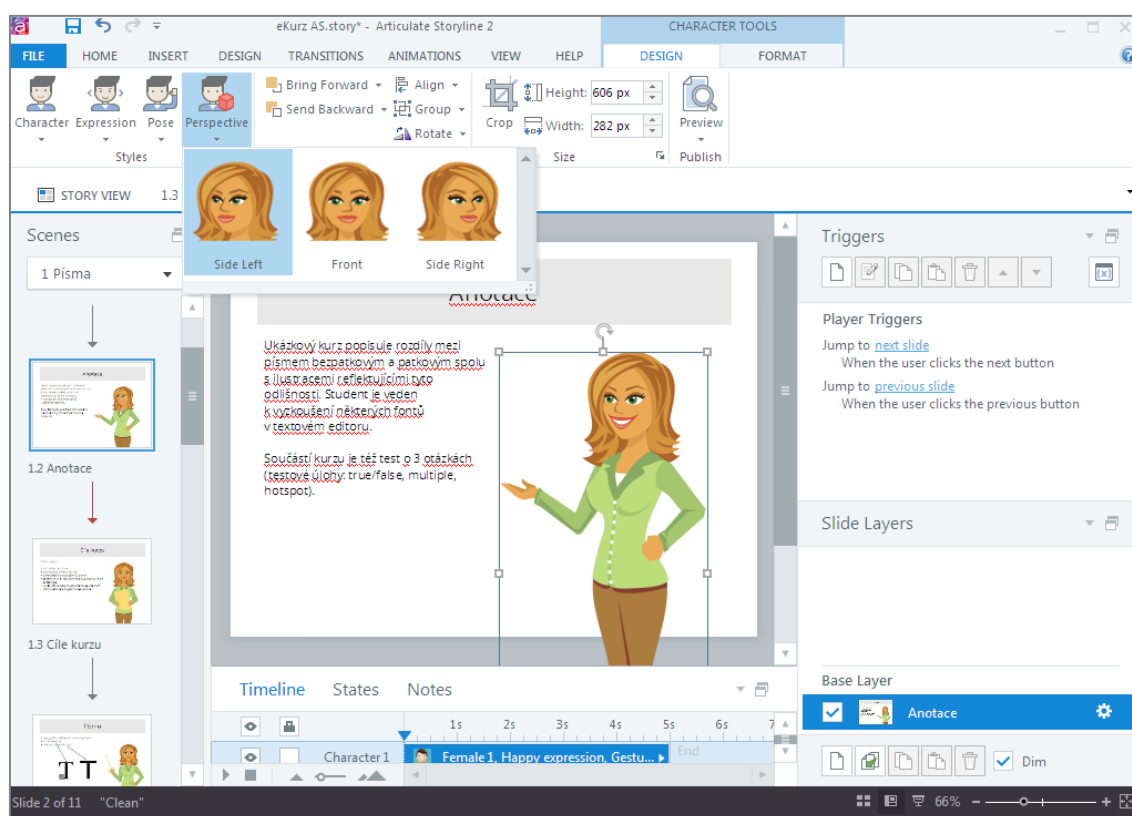 eKurz AS.story* - Articulate Storyline 2
CHARACTER TOOLS
FILE HOME INSERT DESIGN TRANSITIONS ANIMATIONS VIEW HELP DESIGN FORMAT
Bring Forward Align
Send Backward Group
Rotate
Height: 606 px
Width: 282 px
Character Expression Pose Perspective Crop Preview
Styles Size Publish
STORY VIEW 1.3
Side Left Front Side Right
Scenes
1 Písma
Anotace
1.2 Anotace
Cíle kurzu
1.3 Cíle kurzu
T T
Anotace
Ukázkový kurz popisuje rozdíly mezi
písmem bezpatkovým a patkovým spolu
s ilustracemi reflektujícími tyto
odlišnosti. Student je veden
k vyzkoušení některých fontů
v textovém editoru.
Součástí kurzu je též test o 3 otázkách
(testové úlohy: true/false, multiple,
hotspot).
Timeline States Notes
1s 2s 3s 4s 5s 6s 7
Character 1 Female 1, Happy expression, Gestu... End
Triggers
Player Triggers
Jump to next slide
When the user clicks the next button
Jump to previous slide
When the user clicks the previous button
Slide Layers
Base Layer
Anotace
Dim
Slide 2 of 11 "Clean" 66%